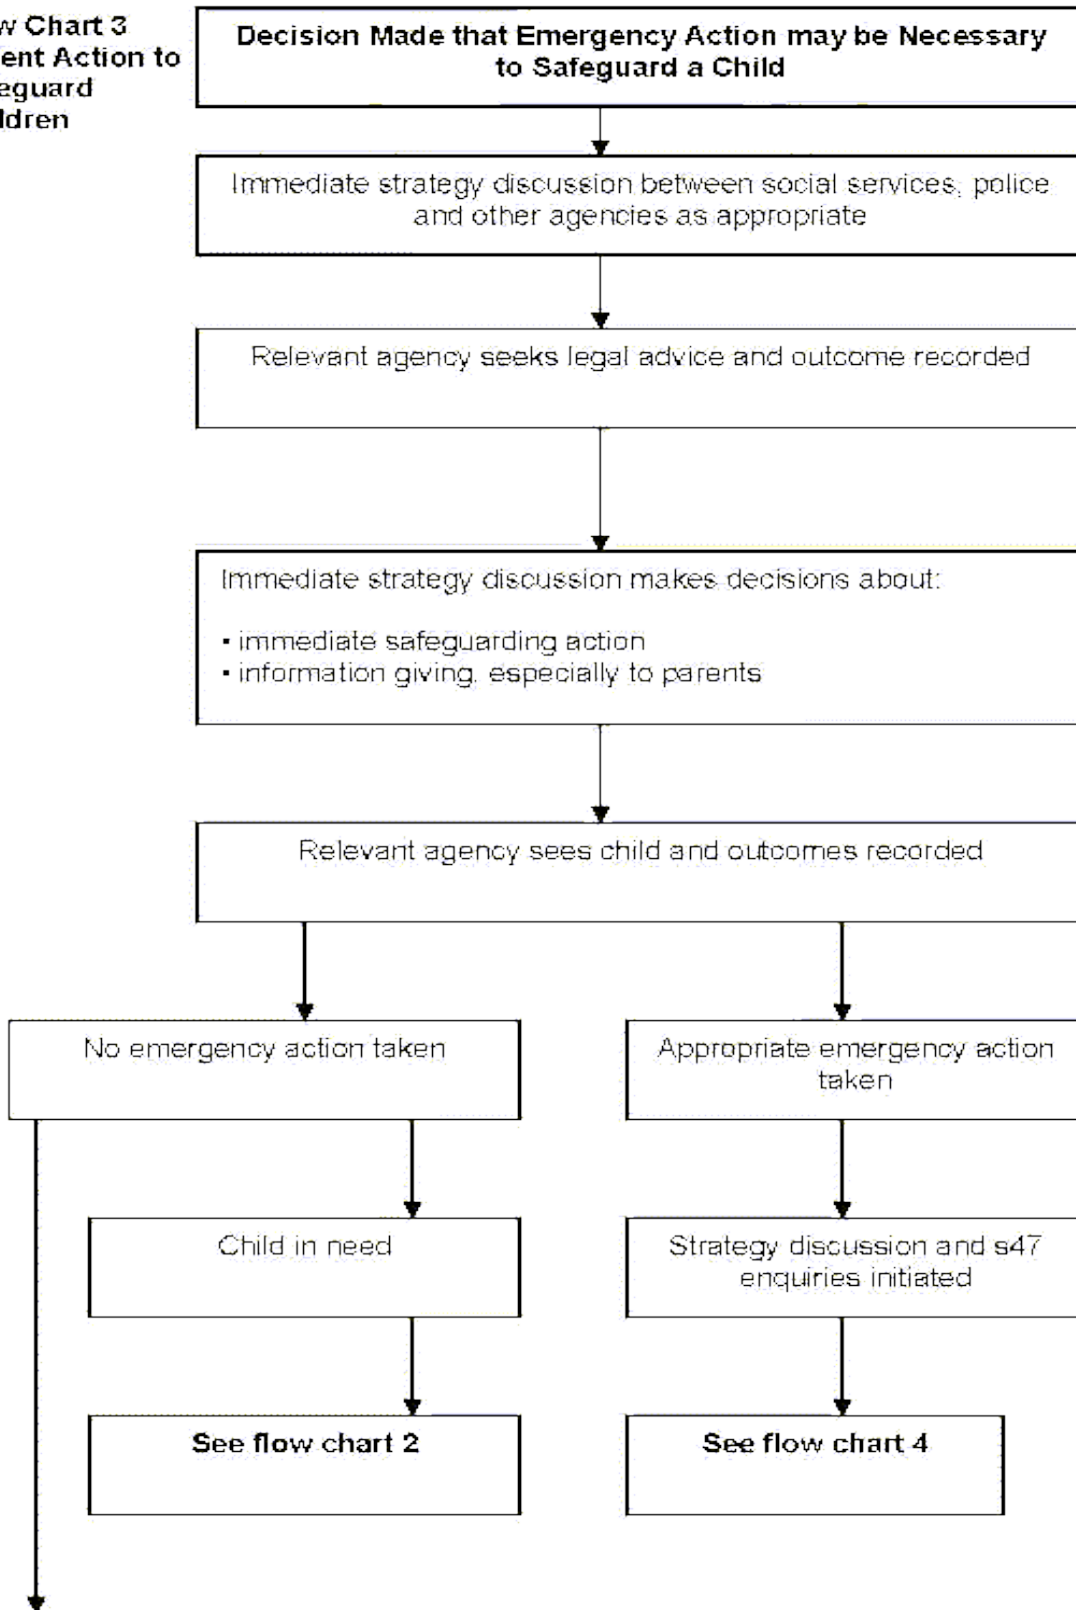 w Chart 3
ent Action to
eguard
ldren
Decision Made that Emergency Action may be Necessary
to Safeguard a Child
Immediate strategy discussion between social services, police
and other agencies as appropriate
Relevant agency seeks legal advice and outcome recorded
Immediate strategy discussion makes decisions about:
▪ immediate safeguarding action
▪ information giving, especially to parents
Relevant agency sees child and outcomes recorded
No emergency action taken
Appropriate emergency action
taken
Child in need
Strategy discussion and s47
enquiries initiated
See flow chart 2
See flow chart 4